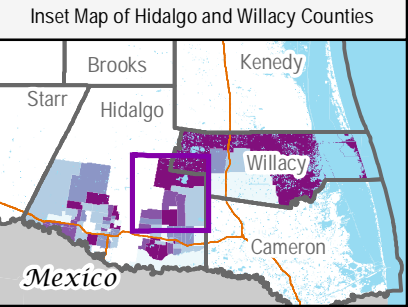 Inset Map of Hidalgo and Willacy Counties
Brooks
Kenedy
Starr
Hidalgo
Willacy
Cameron
Mexico